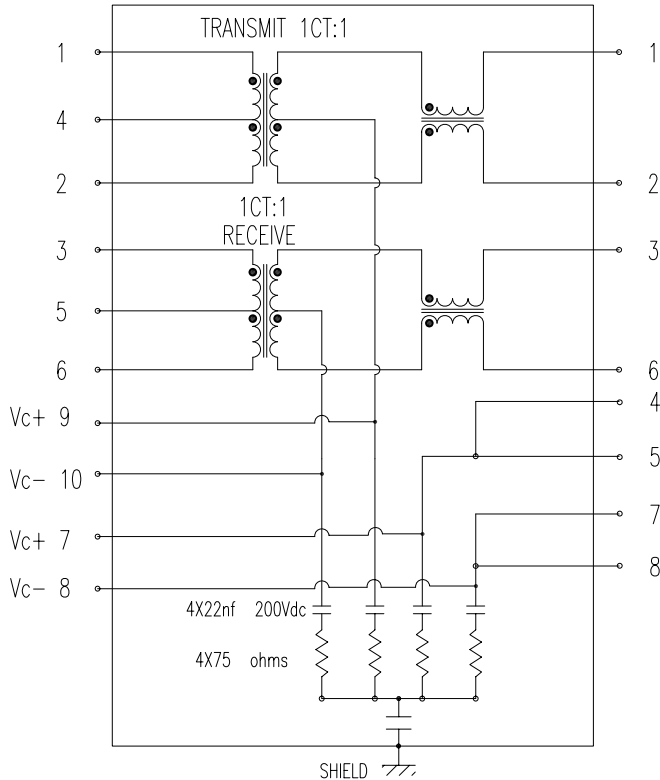 TRANSMIT 1CT:1
1 1
4
2 2
1CT:1
RECEIVE
3 3
5
6 6
4
Vc+ 9
5
Vc- 10
7
Vc+ 7
8
Vc- 8
4X22nf 200Vdc
4X75 ohms
SHIELD